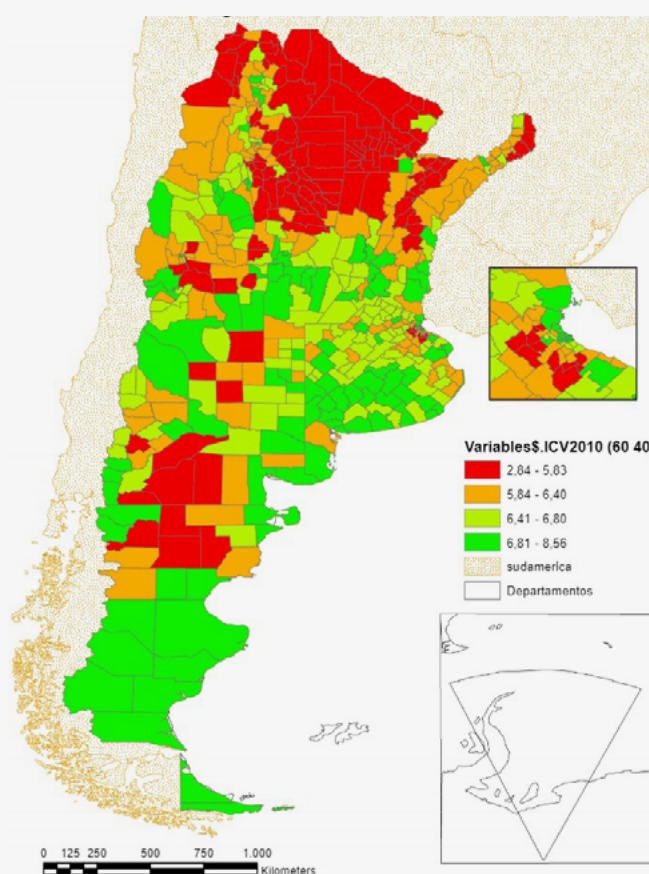 Variables$.ICV2010 (60 40
2,84 - 5,83
5,84 - 6,40
6,41 - 6,80
6,81 - 8,56
sudamerica
Departamentos
0 125 250 500 750 1.000
Kilometers